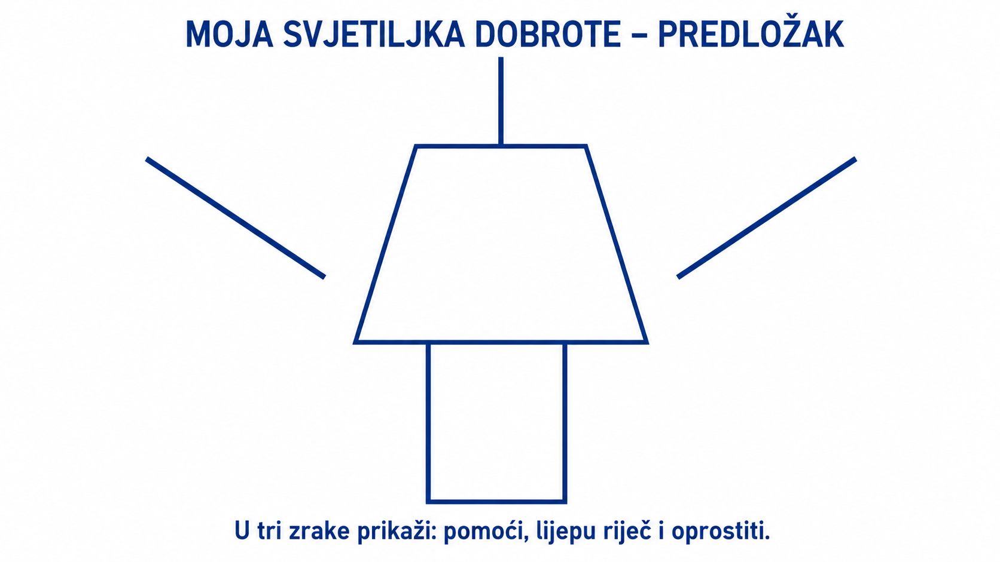 MOJA SVJETILJKA DOBROTE – PREDLOŽAK
U tri zrake prikaži: pomoći, lijepu riječ i oprostiti.